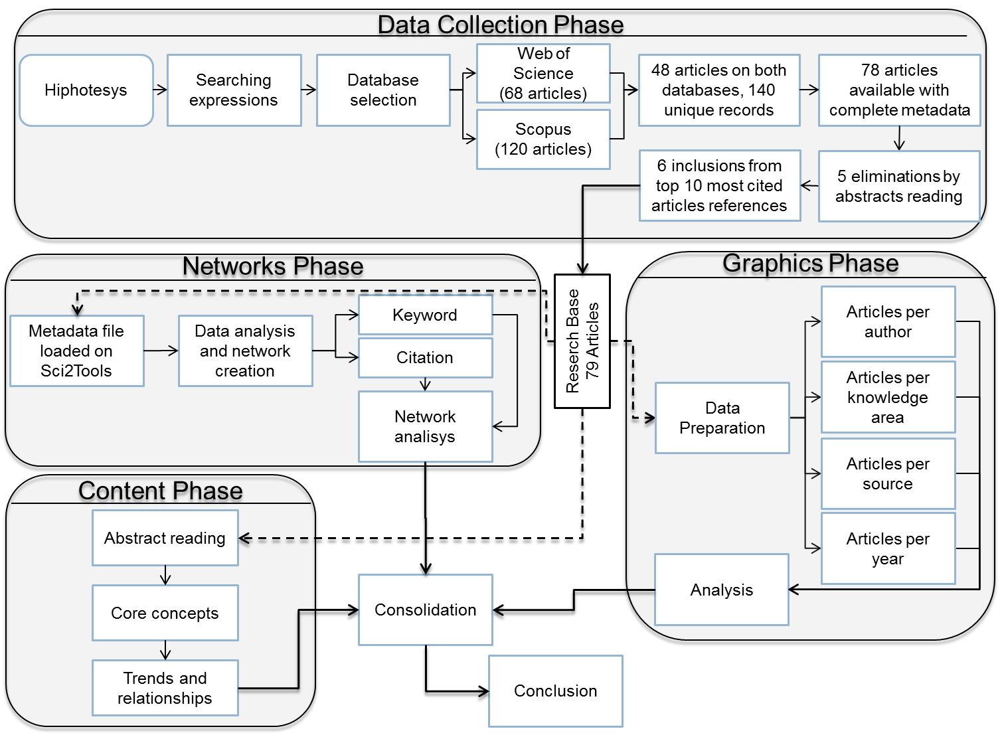 Data Collection Phase
Hiphotesys
Searching
expressions
Database
selection
Web of
Science
(68 articles)
Scopus
(120 articles)
48 articles on both
databases, 140
unique records
78 articles
available with
complete metadata
5 eliminations by
abstracts reading
6 inclusions from
top 10 most cited
articles references
Reserch Base
79 Articles
Networks Phase
Metadata file
loaded on
Sci2Tools
Data analysis
and network
creation
Keyword
Citation
Network
analisys
Graphics Phase
Data
Preparation
Articles per
author
Articles per
knowledge
area
Articles per
source
Articles per
year
Analysis
Content Phase
Abstract reading
Core concepts
Trends and
relationships
Consolidation
Conclusion